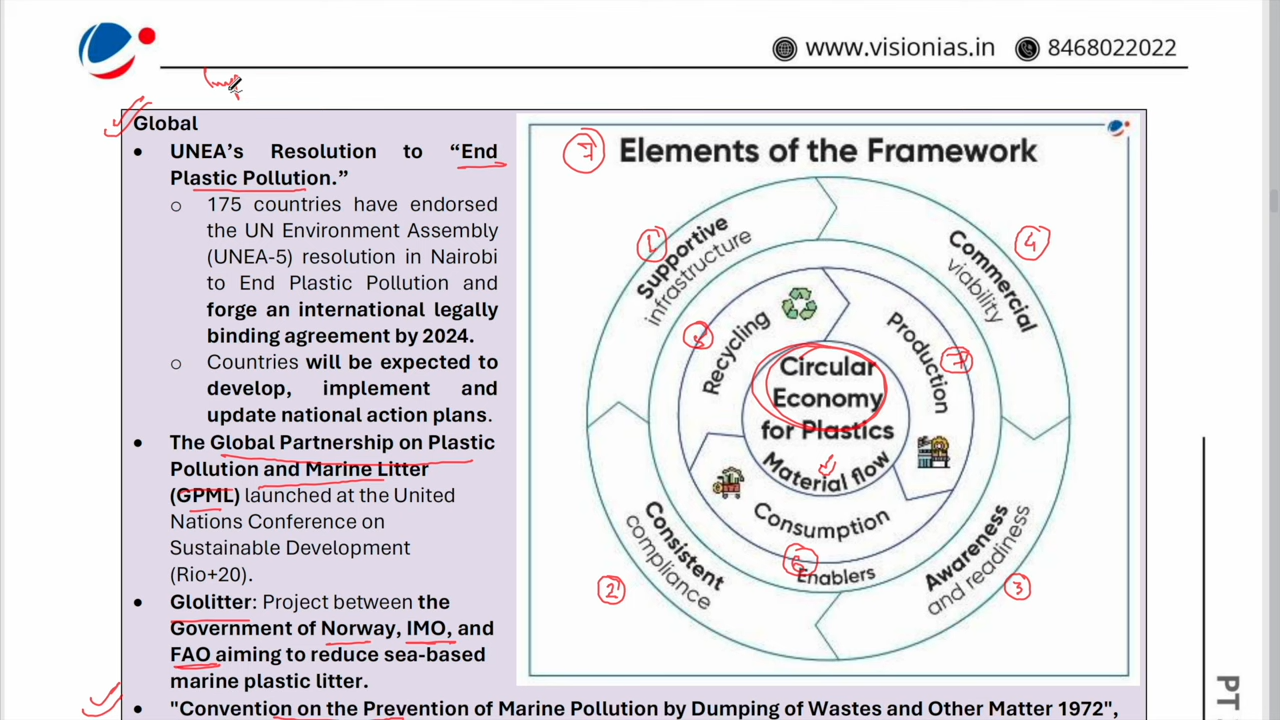 www.visionias.in 8468022022
Global
• UNEA’s Resolution to “End
Plastic Pollution.”
o 175 countries have endorsed
the UN Environment Assembly
(UNEA-5) resolution in Nairobi
to End Plastic Pollution and
forge an international legally
binding agreement by 2024.
o Countries will be expected to
develop, implement and
update national action plans.
• The Global Partnership on Plastic
Pollution and Marine Litter
(GPML) launched at the United
Nations Conference on
Sustainable Development
(Rio+20).
• Glolitter: Project between the
Government of Norway, IMO, and
FAO aiming to reduce sea-based
marine plastic litter.
• "Convention on the Prevention of Marine Pollution by Dumping of Wastes and Other Matter 1972",
7 Elements of the Framework
1
Supportive
infrastructure
4
Commercial
viability
Recycling
Production
7
Circular
Economy
for Plastics
Material flow
Consumption
6
Enablers
2
Consistent
compliance
3
Awareness
and readiness
PT